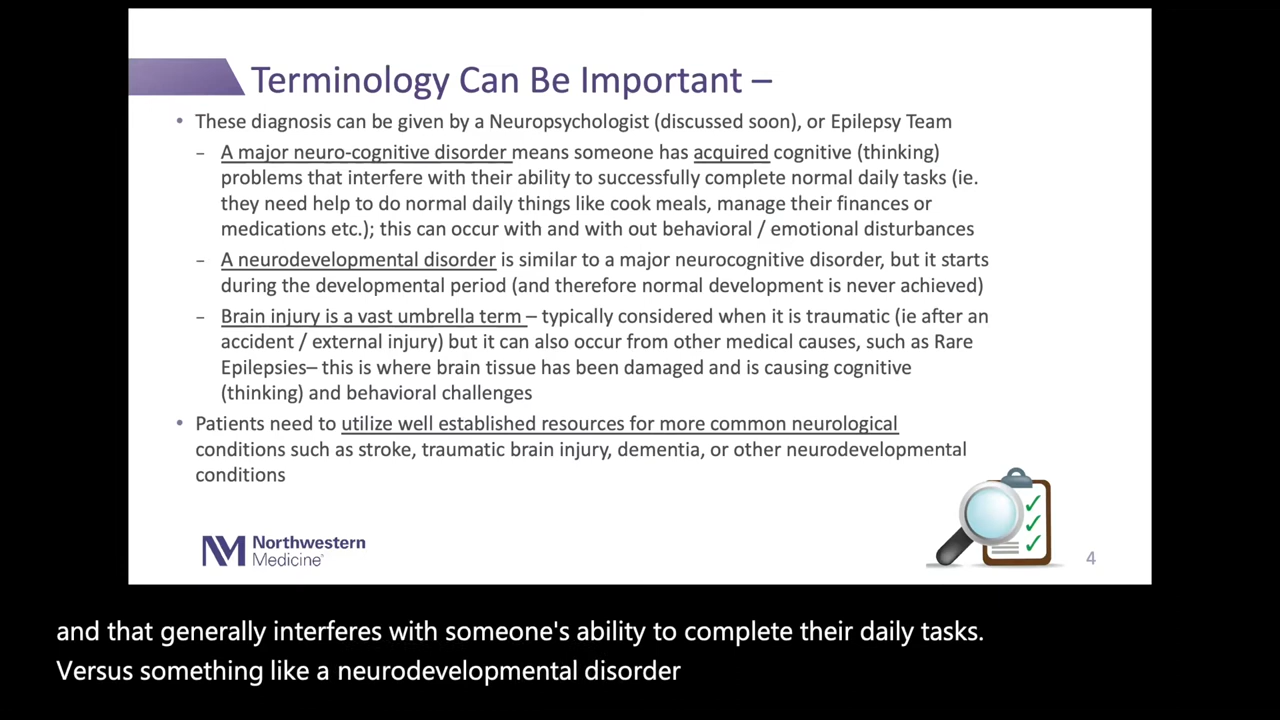 Terminology Can Be Important –
• These diagnosis can be given by a Neuropsychologist (discussed soon), or Epilepsy Team
– A major neuro-cognitive disorder means someone has acquired cognitive (thinking)
problems that interfere with their ability to successfully complete normal daily tasks (ie.
they need help to do normal daily things like cook meals, manage their finances or
medications etc.); this can occur with and with out behavioral / emotional disturbances
– A neurodevelopmental disorder is similar to a major neurocognitive disorder, but it starts
during the developmental period (and therefore normal development is never achieved)
– Brain injury is a vast umbrella term – typically considered when it is traumatic (ie after an
accident / external injury) but it can also occur from other medical causes, such as Rare
Epilepsies– this is where brain tissue has been damaged and is causing cognitive
(thinking) and behavioral challenges
• Patients need to utilize well established resources for more common neurological
conditions such as stroke, traumatic brain injury, dementia, or other neurodevelopmental
conditions
NM Northwestern
Medicine®
4
and that generally interferes with someone's ability to complete their daily tasks.
Versus something like a neurodevelopmental disorder